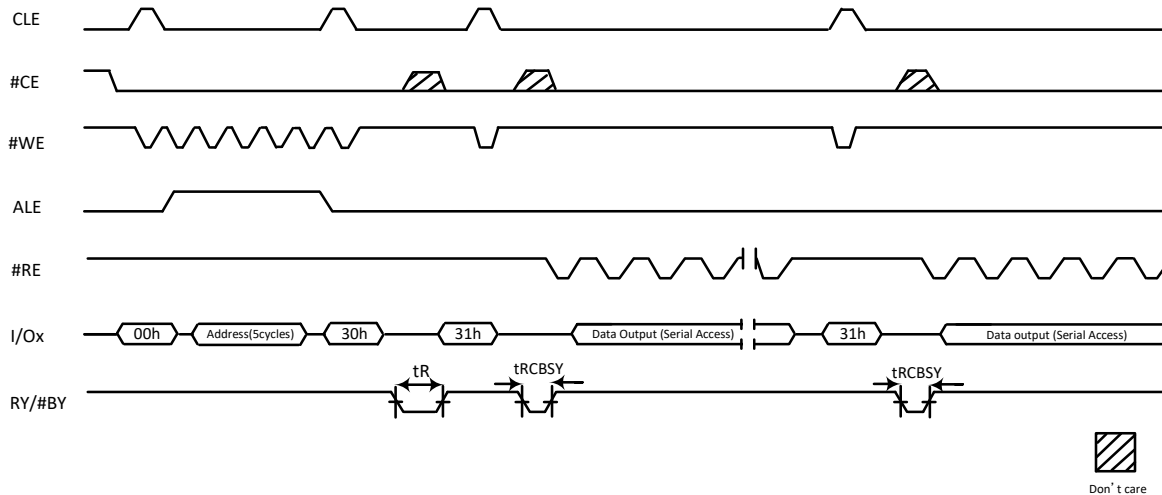 CLE
#CE
#WE
ALE
#RE
I/Ox 00h Address(5cycles) 30h 31h Data Output (Serial Access) 31h Data output (Serial Access)
tR tRCBSY tRCBSY
RY/#BY
Don't care